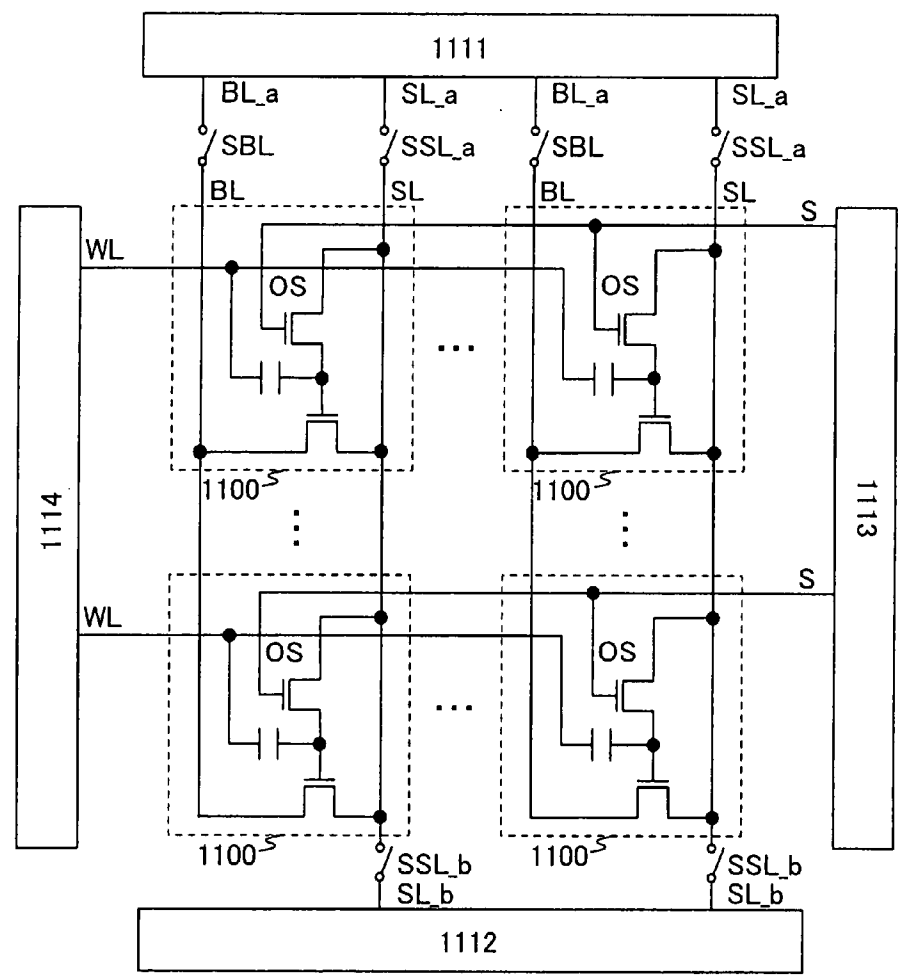 1111
BL_a SL_a BL_a SL_a
SBL SSL_a SBL SSL_a
BL SL BL SL
S
WL
OS OS
...
...
1100 1100
1114
1113
⋮ ⋮
S
WL
OS OS
...
...
1100 1100
SSL_b SSL_b
SL_b SL_b
1112